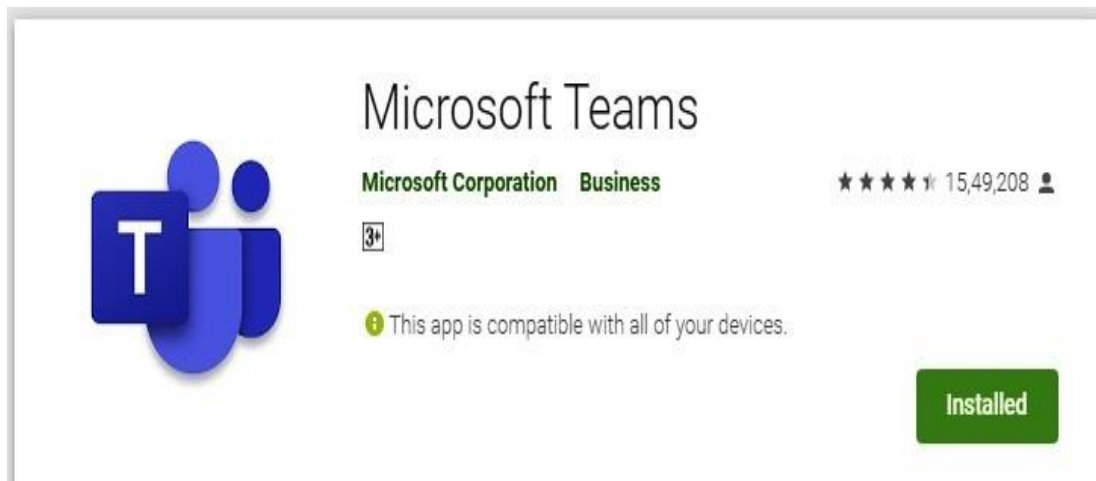 Microsoft Teams
Microsoft Corporation Business 15,49,208
3+
T
This app is compatible with all of your devices.
Installed